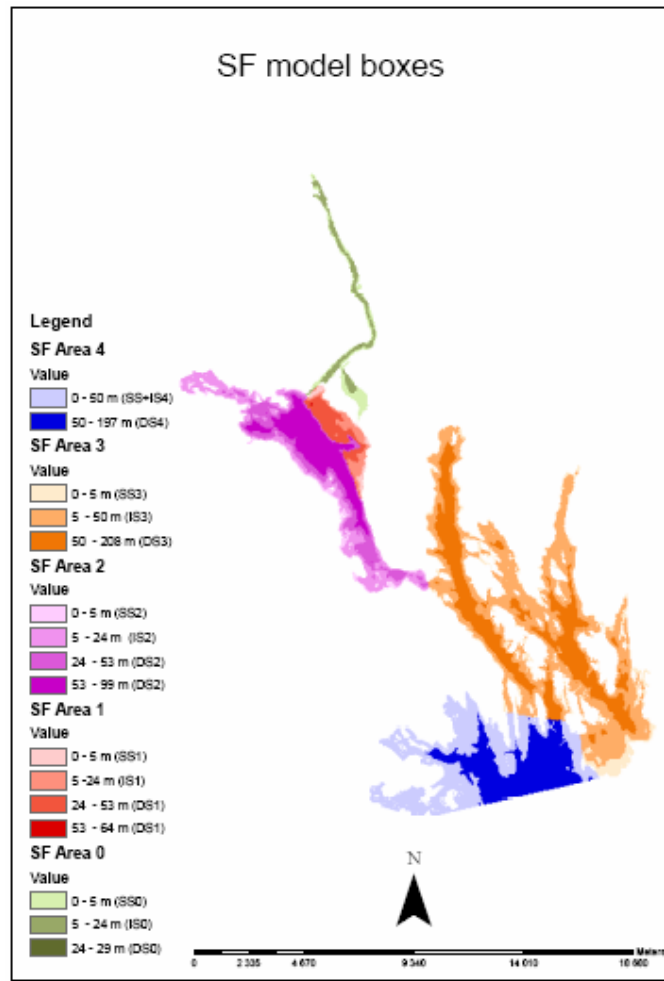 SF model boxes
Legend
SF Area 4
Value
0 - 50 m (SS+IS4)
50 - 197 m (DS4)
SF Area 3
Value
0 - 5 m (SS3)
5 - 50 m (IS3)
50 - 208 m (DS3)
SF Area 2
Value
0 - 5 m (SS2)
5 - 24 m (IS2)
24 - 53 m (DS2)
53 - 99 m (DS2)
SF Area 1
Value
0 - 5 m (SS1)
5 -24 m (IS1)
24 - 53 m (DS1)
53 - 64 m (DS1)
SF Area 0
Value
0 - 5 m (SS0)
5 - 24 m (IS0)
24 - 29 m (DS0)
N
Meters
0 2 335 4 670 9 340 14 010 18 680